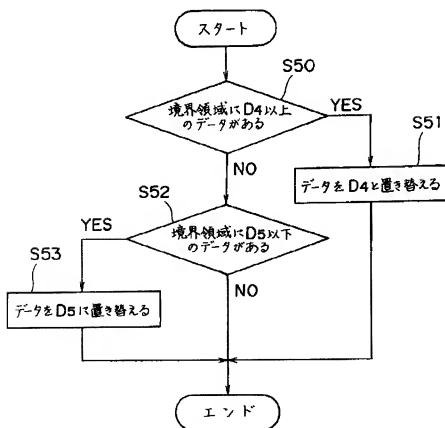 スタート
S50
境界領域にD4以上
のデータがある
YES
S51
データをD4と置き替える
NO
S52
YES
境界領域にD5以下
のデータがある
S53
NO
データをD5に置き替える
エンド